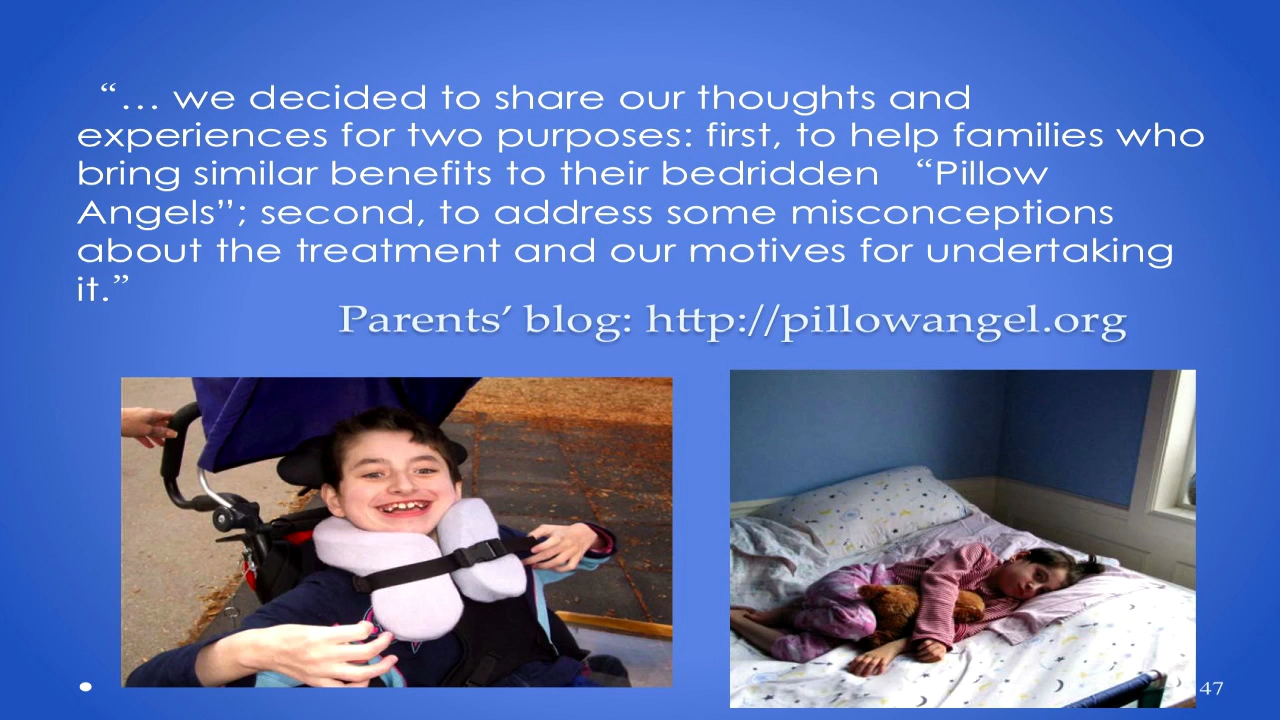 “… we decided to share our thoughts and
experiences for two purposes: first, to help families who
bring similar benefits to their bedridden “Pillow
Angels”; second, to address some misconceptions
about the treatment and our motives for undertaking
it.”
Parents’ blog: http://pillowangel.org
47